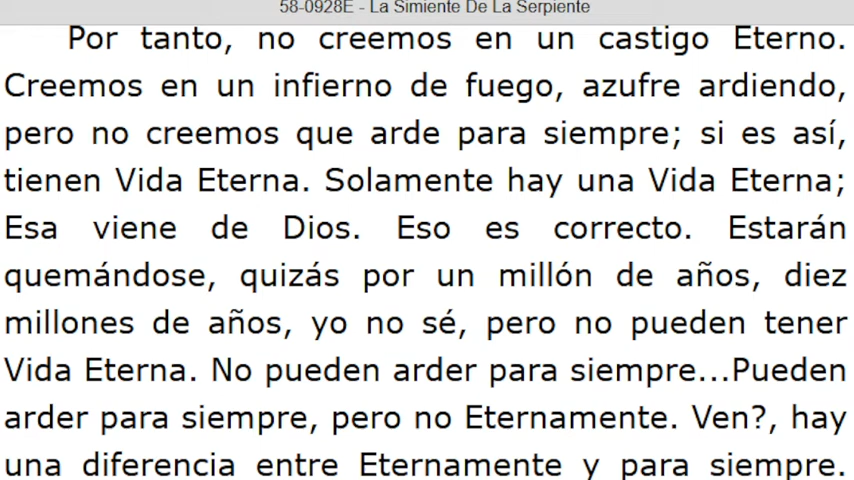 58-0928E - La Simiente De La Serpiente
Por tanto, no creemos en un castigo Eterno.
Creemos en un infierno de fuego, azufre ardiendo,
pero no creemos que arde para siempre; si es así,
tienen Vida Eterna. Solamente hay una Vida Eterna;
Esa viene de Dios. Eso es correcto. Estarán
quemándose, quizás por un millón de años, diez
millones de años, yo no sé, pero no pueden tener
Vida Eterna. No pueden arder para siempre...Pueden
arder para siempre, pero no Eternamente. Ven?, hay
una diferencia entre Eternamente y para siempre.